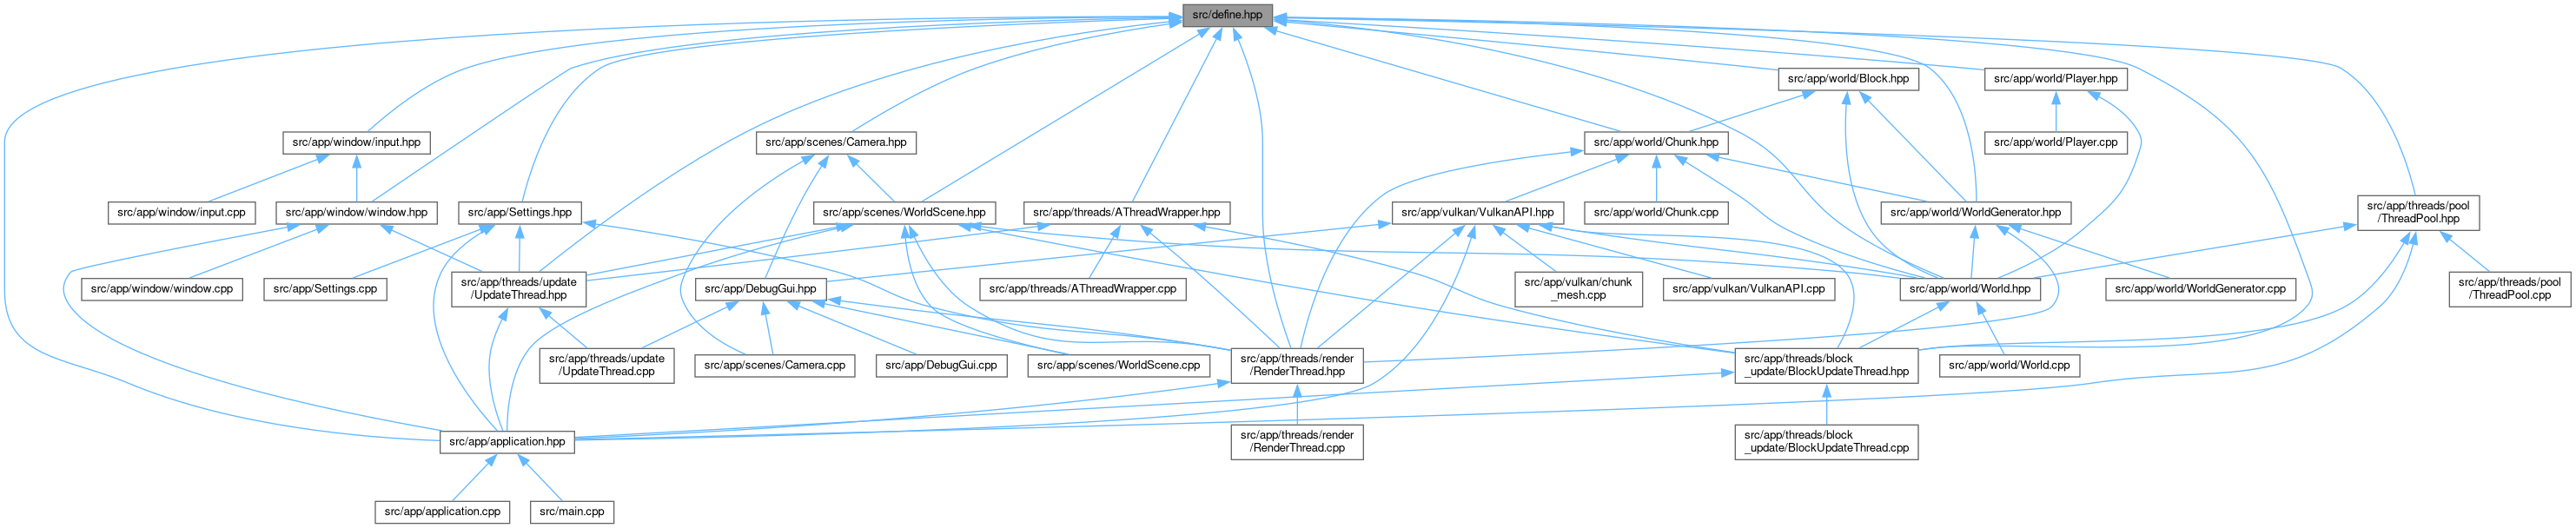 src/define.hpp
src/app/world/Block.hpp
src/app/world/Player.hpp
src/app/window/input.hpp
src/app/scenes/Camera.hpp
src/app/world/Chunk.hpp
src/app/world/Player.cpp
src/app/window/input.cpp
src/app/window/window.hpp
src/app/Settings.hpp
src/app/scenes/WorldScene.hpp
src/app/threads/AThreadWrapper.hpp
src/app/vulkan/VulkanAPI.hpp
src/app/world/Chunk.cpp
src/app/world/WorldGenerator.hpp
src/app/threads/pool
/ThreadPool.hpp
src/app/window/window.cpp
src/app/Settings.cpp
src/app/threads/update
/UpdateThread.hpp
src/app/DebugGui.hpp
src/app/threads/AThreadWrapper.cpp
src/app/vulkan/chunk
_mesh.cpp
src/app/vulkan/VulkanAPI.cpp
src/app/world/World.hpp
src/app/world/WorldGenerator.cpp
src/app/threads/pool
/ThreadPool.cpp
src/app/threads/update
/UpdateThread.cpp
src/app/scenes/Camera.cpp
src/app/DebugGui.cpp
src/app/scenes/WorldScene.cpp
src/app/threads/render
/RenderThread.hpp
src/app/threads/block
_update/BlockUpdateThread.hpp
src/app/world/World.cpp
src/app/application.hpp
src/app/threads/render
/RenderThread.cpp
src/app/threads/block
_update/BlockUpdateThread.cpp
src/app/application.cpp
src/main.cpp